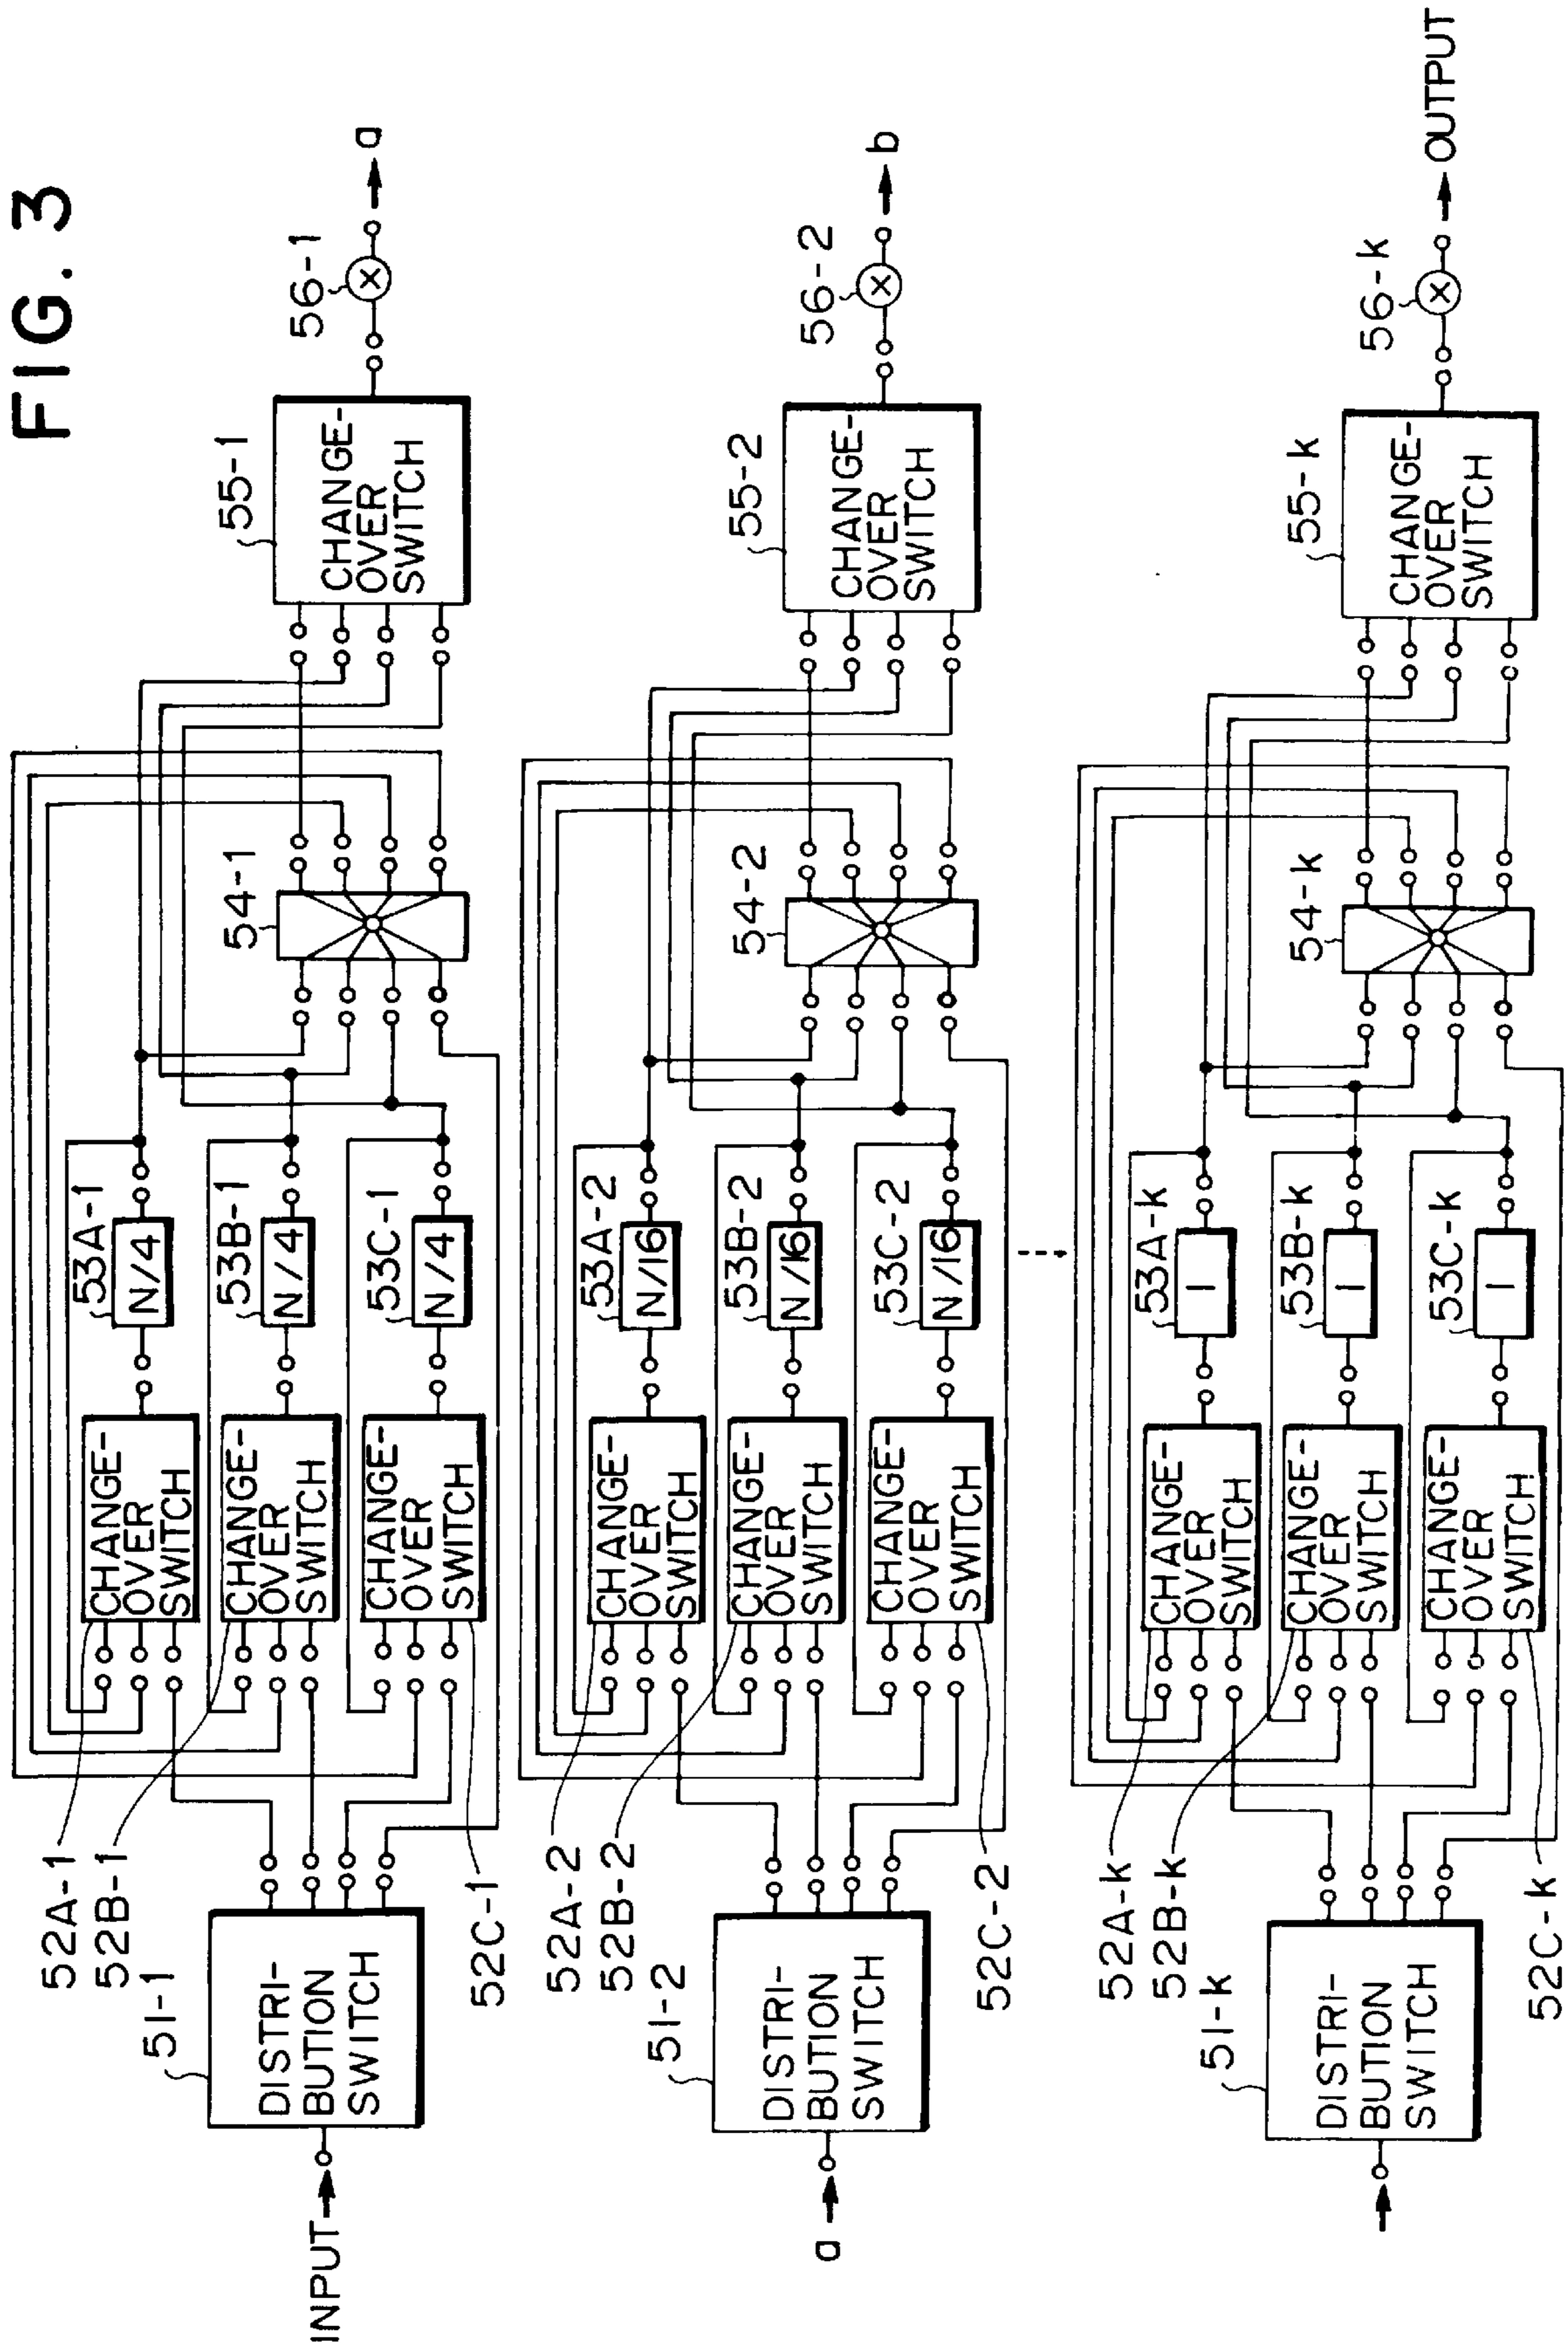 FIG. 3
INPUT
51-1
DISTRI-
BUTION
SWITCH
52A-1
52B-1
52C-1
CHANGE-
OVER
SWITCH
CHANGE-
OVER
SWITCH
CHANGE-
OVER
SWITCH
53A-1
N/4
53B-1
N/4
53C-1
N/4
54-1
55-1
CHANGE-
OVER
SWITCH
56-1
a
a
51-2
DISTRI-
BUTION
SWITCH
52A-2
52B-2
52C-2
CHANGE-
OVER
SWITCH
CHANGE-
OVER
SWITCH
CHANGE-
OVER
SWITCH
53A-2
N/16
53B-2
N/16
53C-2
N/16
54-2
55-2
CHANGE-
OVER
SWITCH
56-2
b
51-k
DISTRI-
BUTION
SWITCH
52A-k
52B-k
52C-k
CHANGE-
OVER
SWITCH
CHANGE-
OVER
SWITCH
CHANGE-
OVER
SWITCH
53A-k
1
53B-k
1
53C-k
1
54-k
55-k
CHANGE-
OVER
SWITCH
56-k
OUTPUT